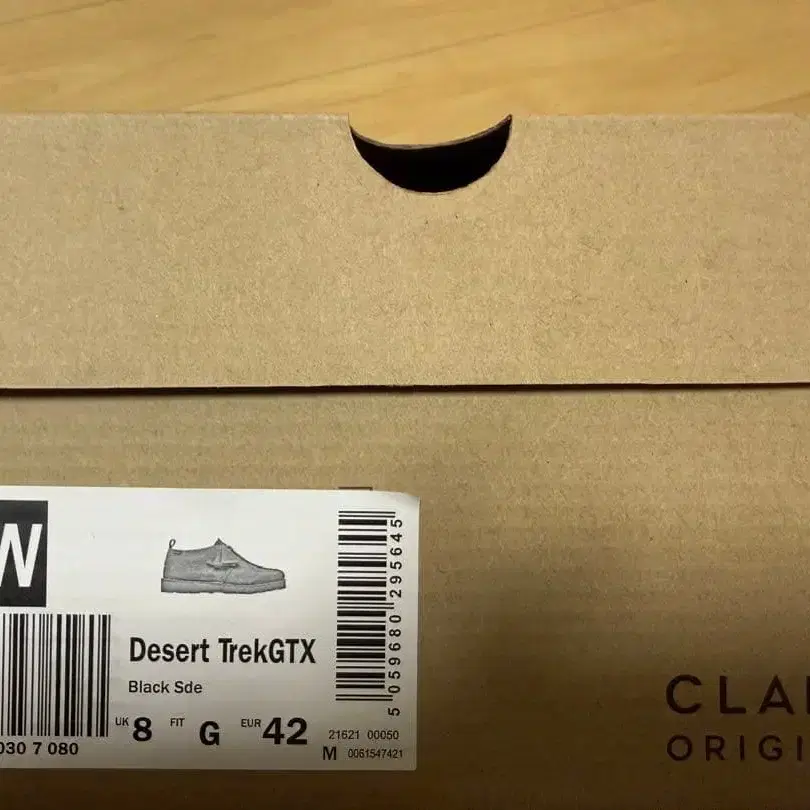 W
Desert TrekGTX
Black Sde
UK 8 FIT G EUR 42
030 7 080
21621 00050
M 0061547421
5 059680 295645
CLA
ORIGI